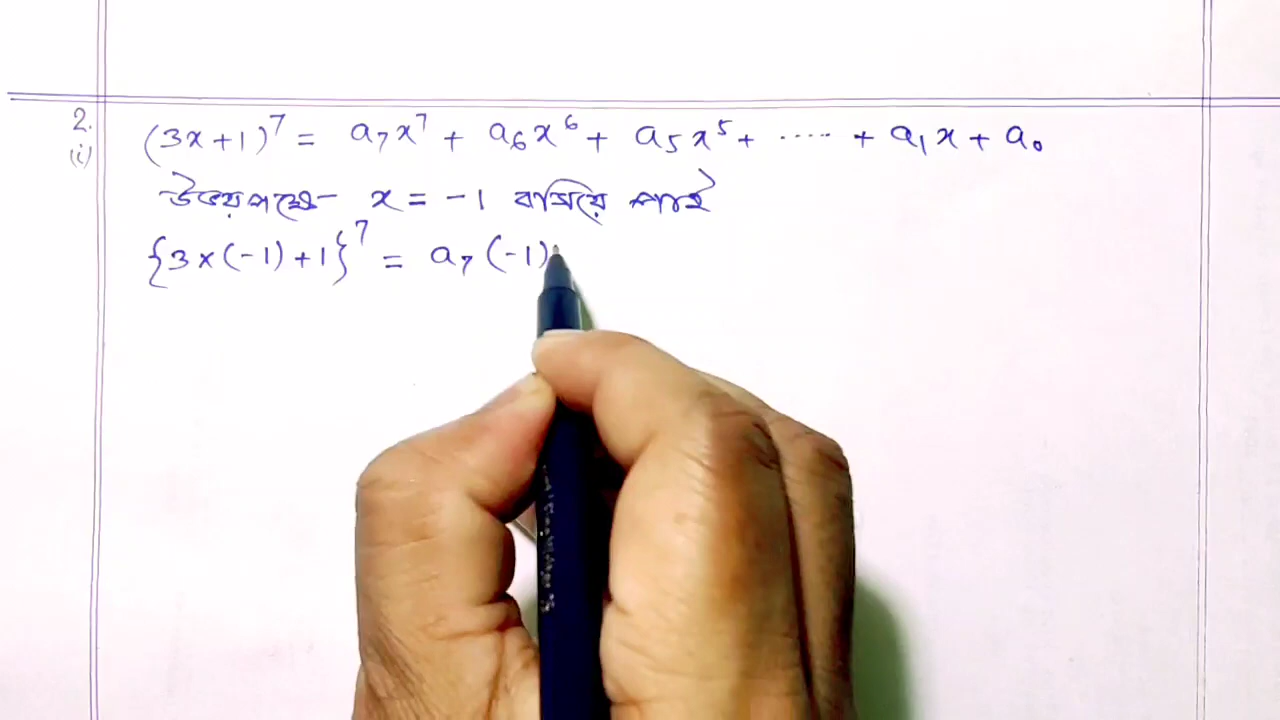 2. (3x+1)⁷ = a₇x⁷ + a₆x⁶ + a₅x⁵ + ..... + a₁x + a₀
(i)
উভয়পক্ষে- x = -1 বসিয়ে পাই
{3×(-1)+1}⁷ = a₇(-1)